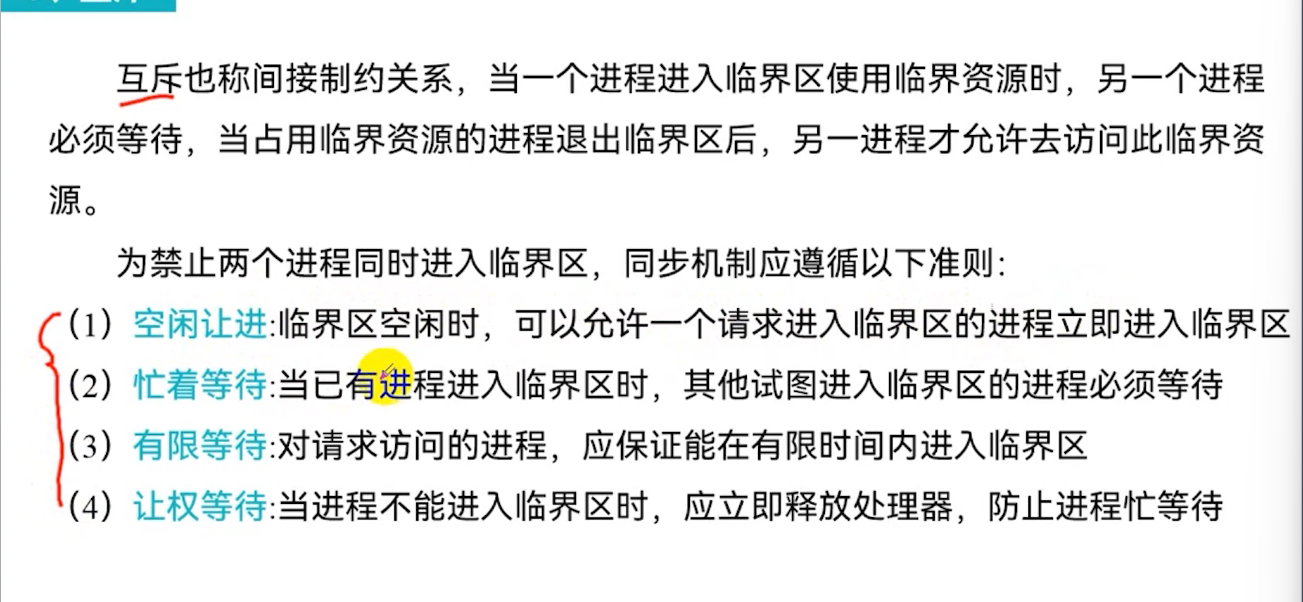 互斥也称间接制约关系，当一个进程进入临界区使用临界资源时，另一个进程
必须等待，当占用临界资源的进程退出临界区后，另一进程才允许去访问此临界资
源。
为禁止两个进程同时进入临界区，同步机制应遵循以下准则：
（1）空闲让进:临界区空闲时，可以允许一个请求进入临界区的进程立即进入临界区
（2）忙着等待:当已有进程进入临界区时，其他试图进入临界区的进程必须等待
（3）有限等待:对请求访问的进程，应保证能在有限时间内进入临界区
（4）让权等待:当进程不能进入临界区时，应立即释放处理器，防止进程忙等待